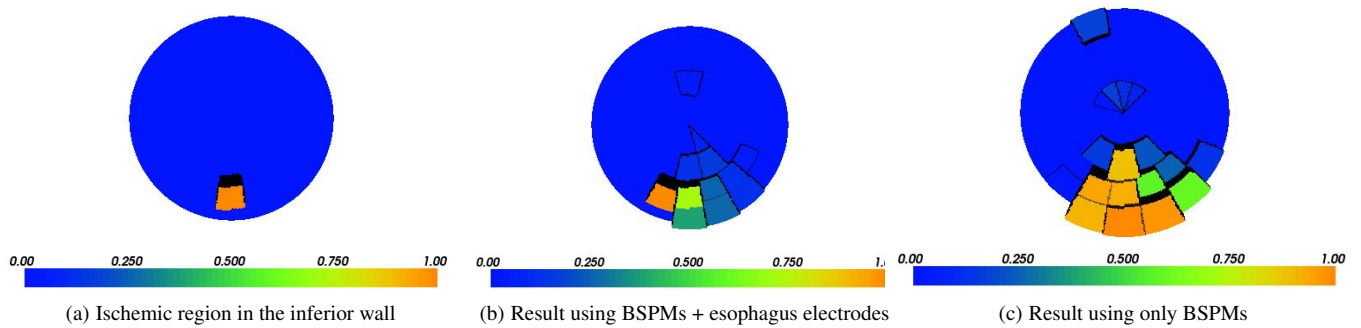 0.00 0.250 0.500 0.750 1.00
(a) Ischemic region in the inferior wall
0.00 0.250 0.500 0.750 1.0
(b) Result using BSPMs + esophagus electrodes
0.00 0.250 0.500 0.750 1.00
(c) Result using only BSPMs